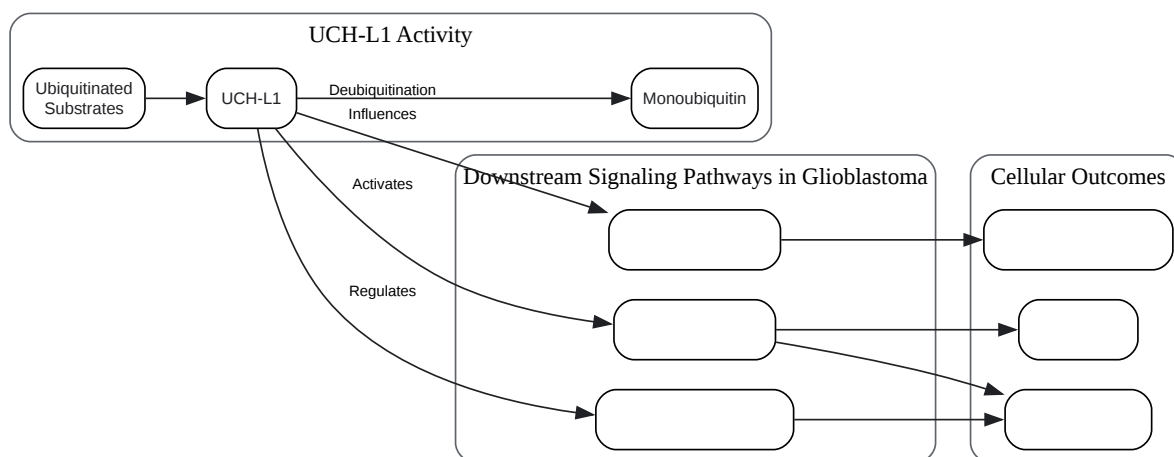 UCH-L1 Activity
Ubiquitinated
Substrates
UCH-L1
Deubiquitination
Influences
Monoubiquitin
Activates
Regulates
Downstream Signaling Pathways in Glioblastoma
Cellular Outcomes